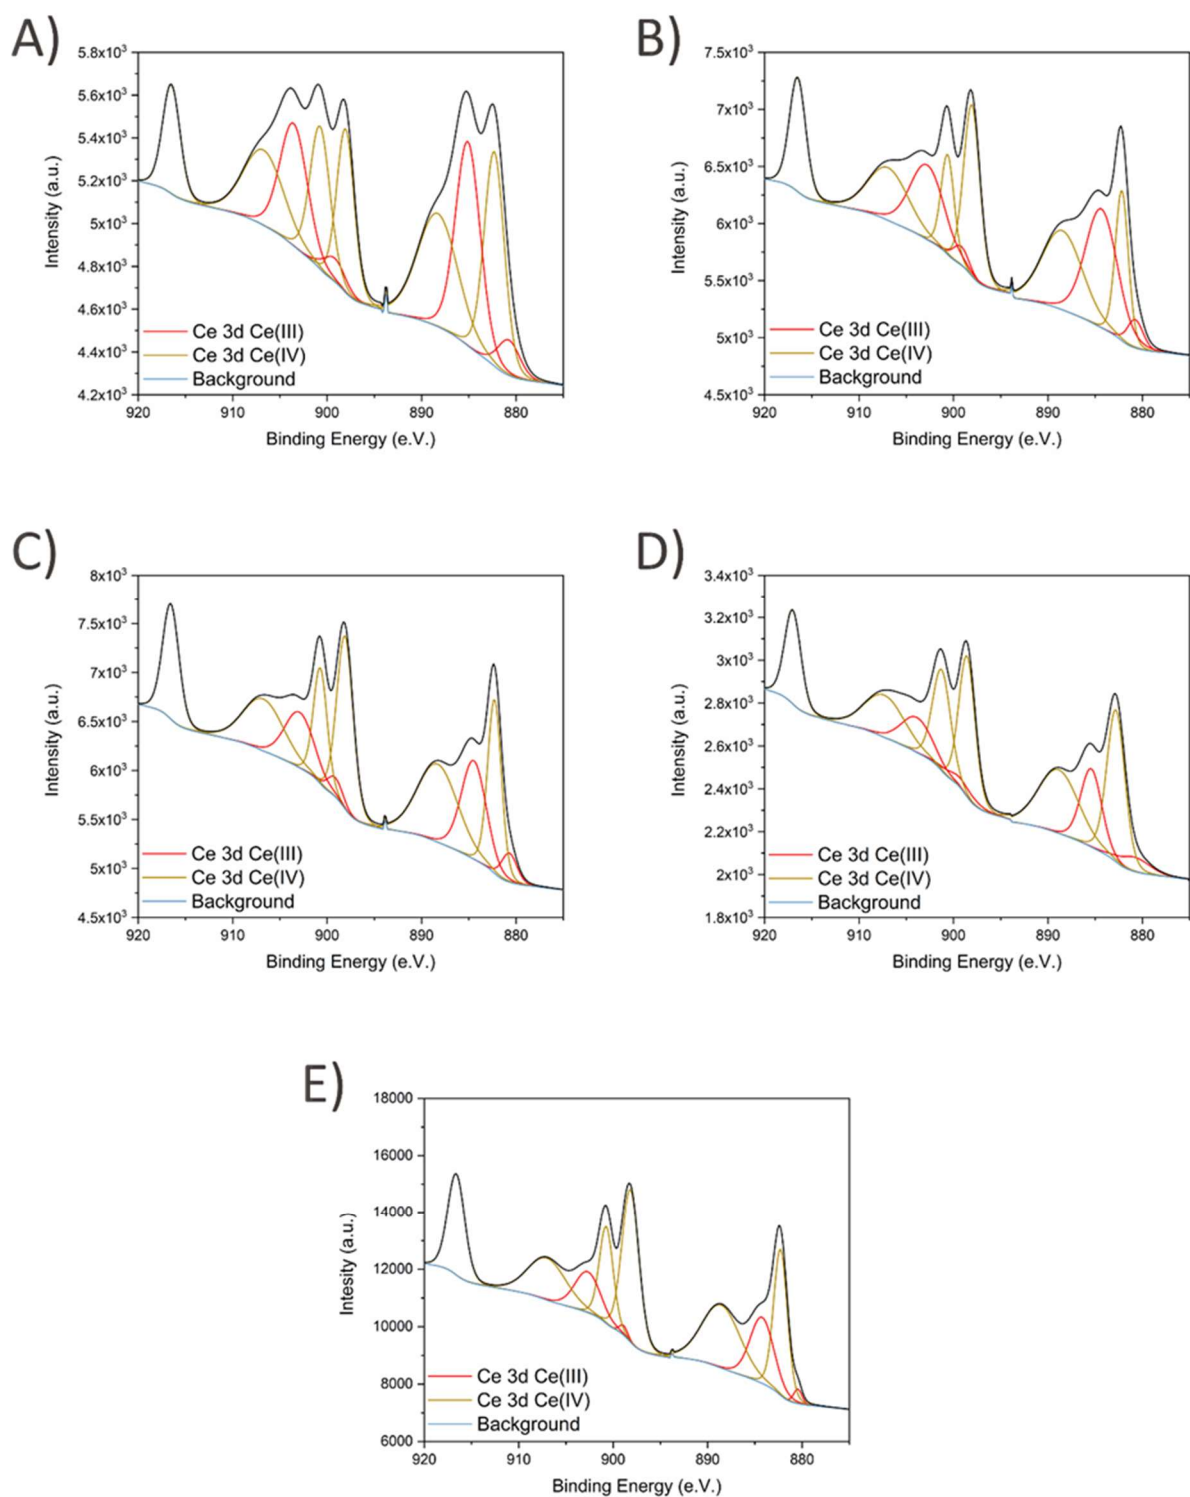 A)
5.8x10³
5.6x10³
5.4x10³
5.2x10³
5x10³
4.8x10³
4.6x10³
4.4x10³
4.2x10³
Intensity (a.u.)
Ce 3d Ce(III)
Ce 3d Ce(IV)
Background
920 910 900 890 880
Binding Energy (e.V.)
B)
7.5x10³
7x10³
6.5x10³
6x10³
5.5x10³
5x10³
4.5x10³
Intensity (a.u.)
Ce 3d Ce(III)
Ce 3d Ce(IV)
Background
920 910 900 890 880
Binding Energy (e.V.)
C)
8x10³
7.5x10³
7x10³
6.5x10³
6x10³
5.5x10³
5x10³
4.5x10³
Intensity (a.u.)
Ce 3d Ce(III)
Ce 3d Ce(IV)
Background
920 910 900 890 880
Binding Energy (e.V.)
D)
3.4x10³
3.2x10³
3x10³
2.8x10³
2.6x10³
2.4x10³
2.2x10³
2x10³
1.8x10³
Intensity (a.u.)
Ce 3d Ce(III)
Ce 3d Ce(IV)
Background
920 910 900 890 880
Binding Energy (e.V.)
E)
18000
16000
14000
12000
10000
8000
6000
Intesity (a.u.)
Ce 3d Ce(III)
Ce 3d Ce(IV)
Background
920 910 900 890 880
Binding Energy (e.V.)